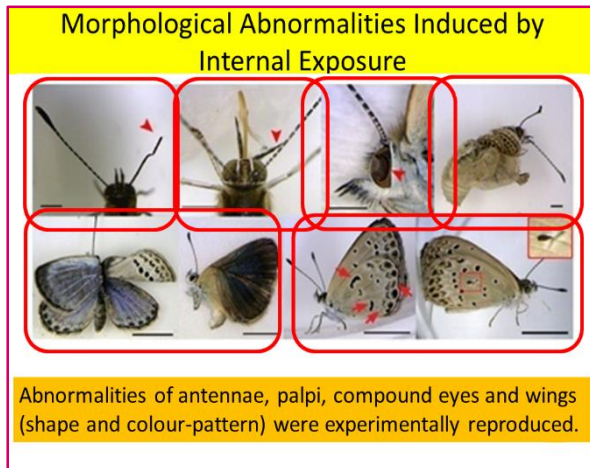 Morphological Abnormalities Induced by
Internal Exposure
Abnormalities of antennae, palpi, compound eyes and wings
(shape and colour-pattern) were experimentally reproduced.